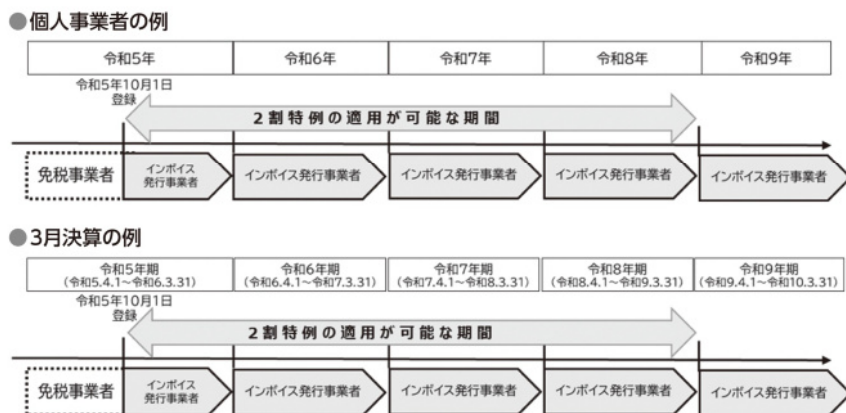 ●個人事業者の例
令和5年 令和6年 令和7年 令和8年 令和9年
令和5年10月1日
登録
2割特例の適用が可能な期間
免税事業者
インボイス
発行事業者
インボイス発行事業者
インボイス発行事業者
インボイス発行事業者
インボイス発行事業者
●3月決算の例
令和5年期
(令和5.4.1~令和6.3.31)
令和6年期
(令和6.4.1~令和7.3.31)
令和7年期
(令和7.4.1~令和8.3.31)
令和8年期
(令和8.4.1~令和9.3.31)
令和9年期
(令和9.4.1~令和10.3.31)
令和5年10月1日
登録
2割特例の適用が可能な期間
免税事業者
インボイス
発行事業者
インボイス発行事業者
インボイス発行事業者
インボイス発行事業者
インボイス発行事業者